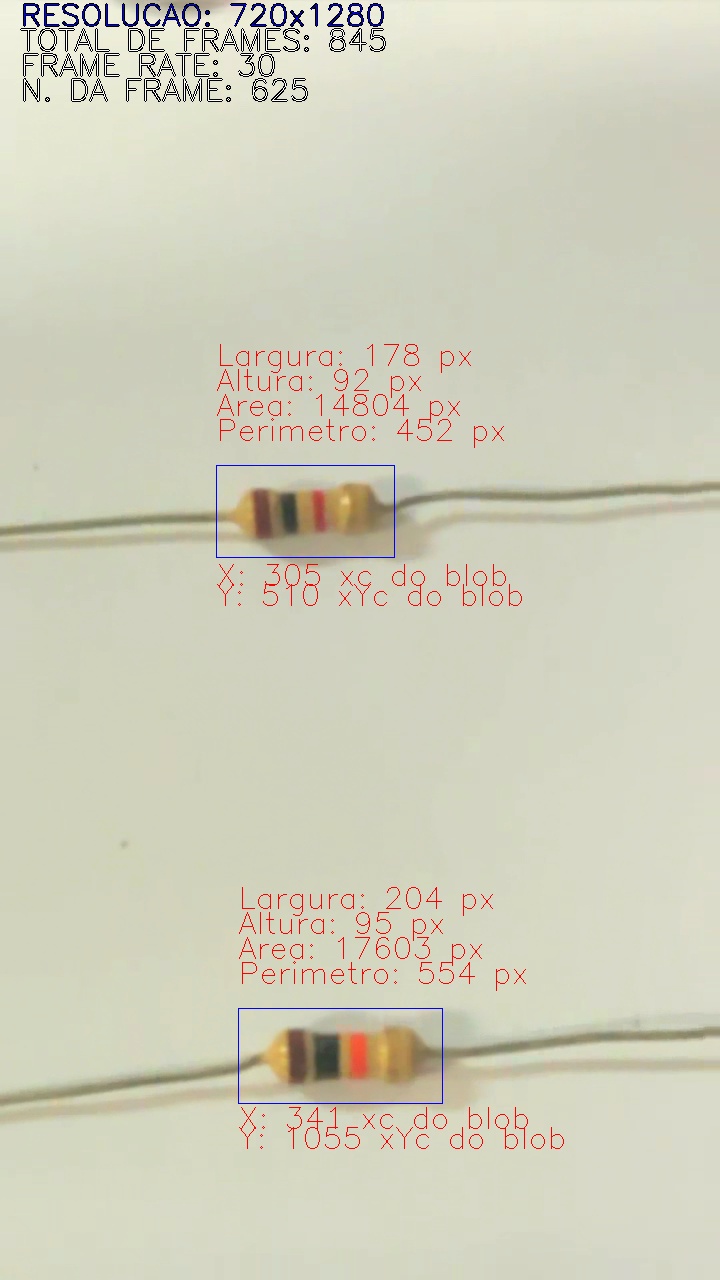 RESOLUCAO: 720x1280
TOTAL DE FRAMES: 845
FRAME RATE: 30
N. DA FRAME: 625
Largura: 178 px
Altura: 92 px
Area: 14804 px
Perimetro: 452 px
X: 305 xc do blob
Y: 510 xYc do blob
Largura: 204 px
Altura: 95 px
Area: 17603 px
Perimetro: 554 px
X: 341 xc do blob
Y: 1055 xYc do blob